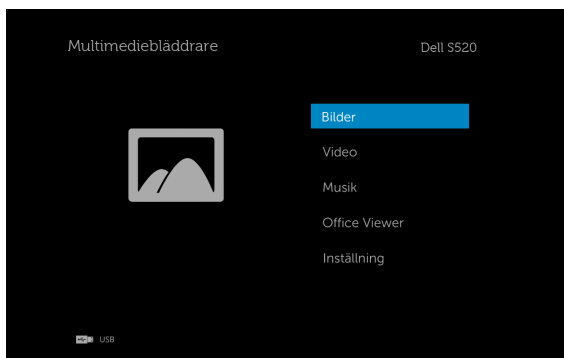 Multimediebläddrare
Dell S520
Bilder
Video
Musik
Office Viewer
Inställning
USB